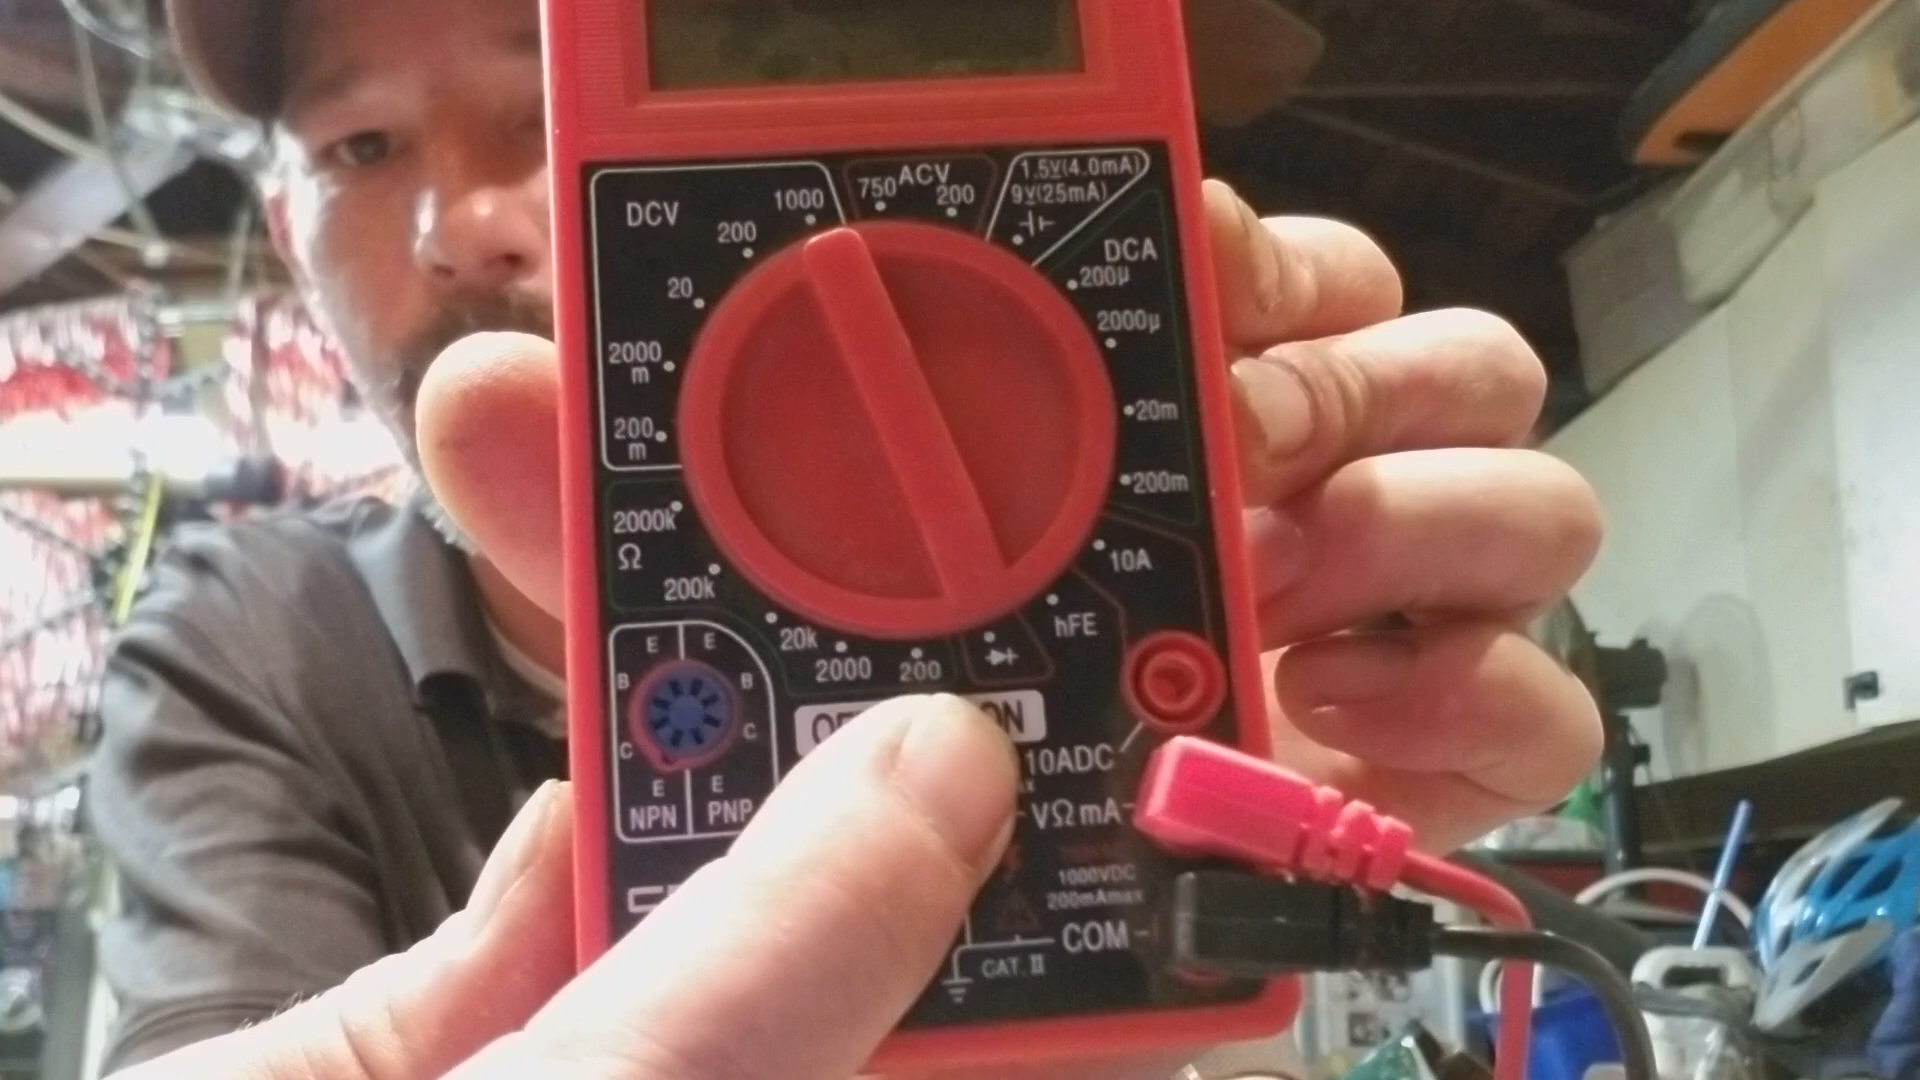 DCV
1000
750
ACV
200
1.5V(4.0mA)
9V(25mA)
200
DCA
200µ
20
2000µ
2000
m
20m
200
m
200m
2000k
Ω
10A
200k
hFE
20k
2000
200
E
E
B
B
C
C
E
E
NPN
PNP
ON
10ADC
VΩmA
1000VDC
200mAmax
COM
CAT. II